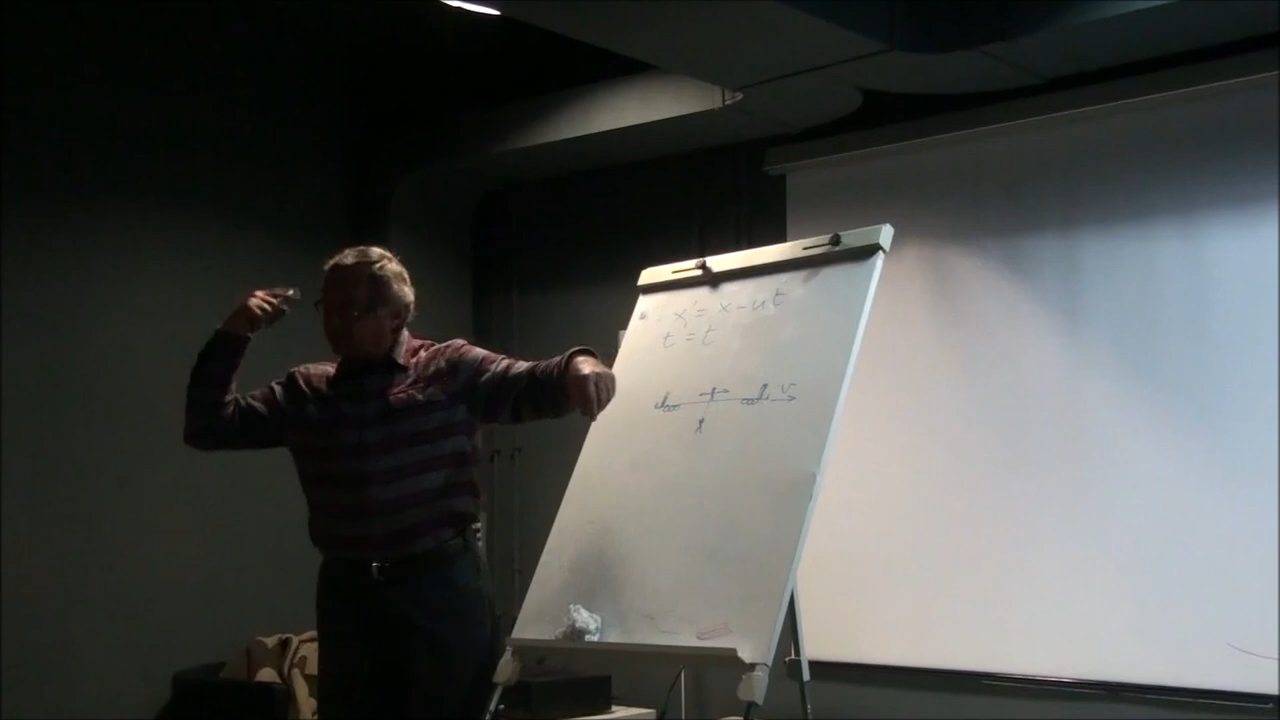 x' = x - ut
t' = t
v